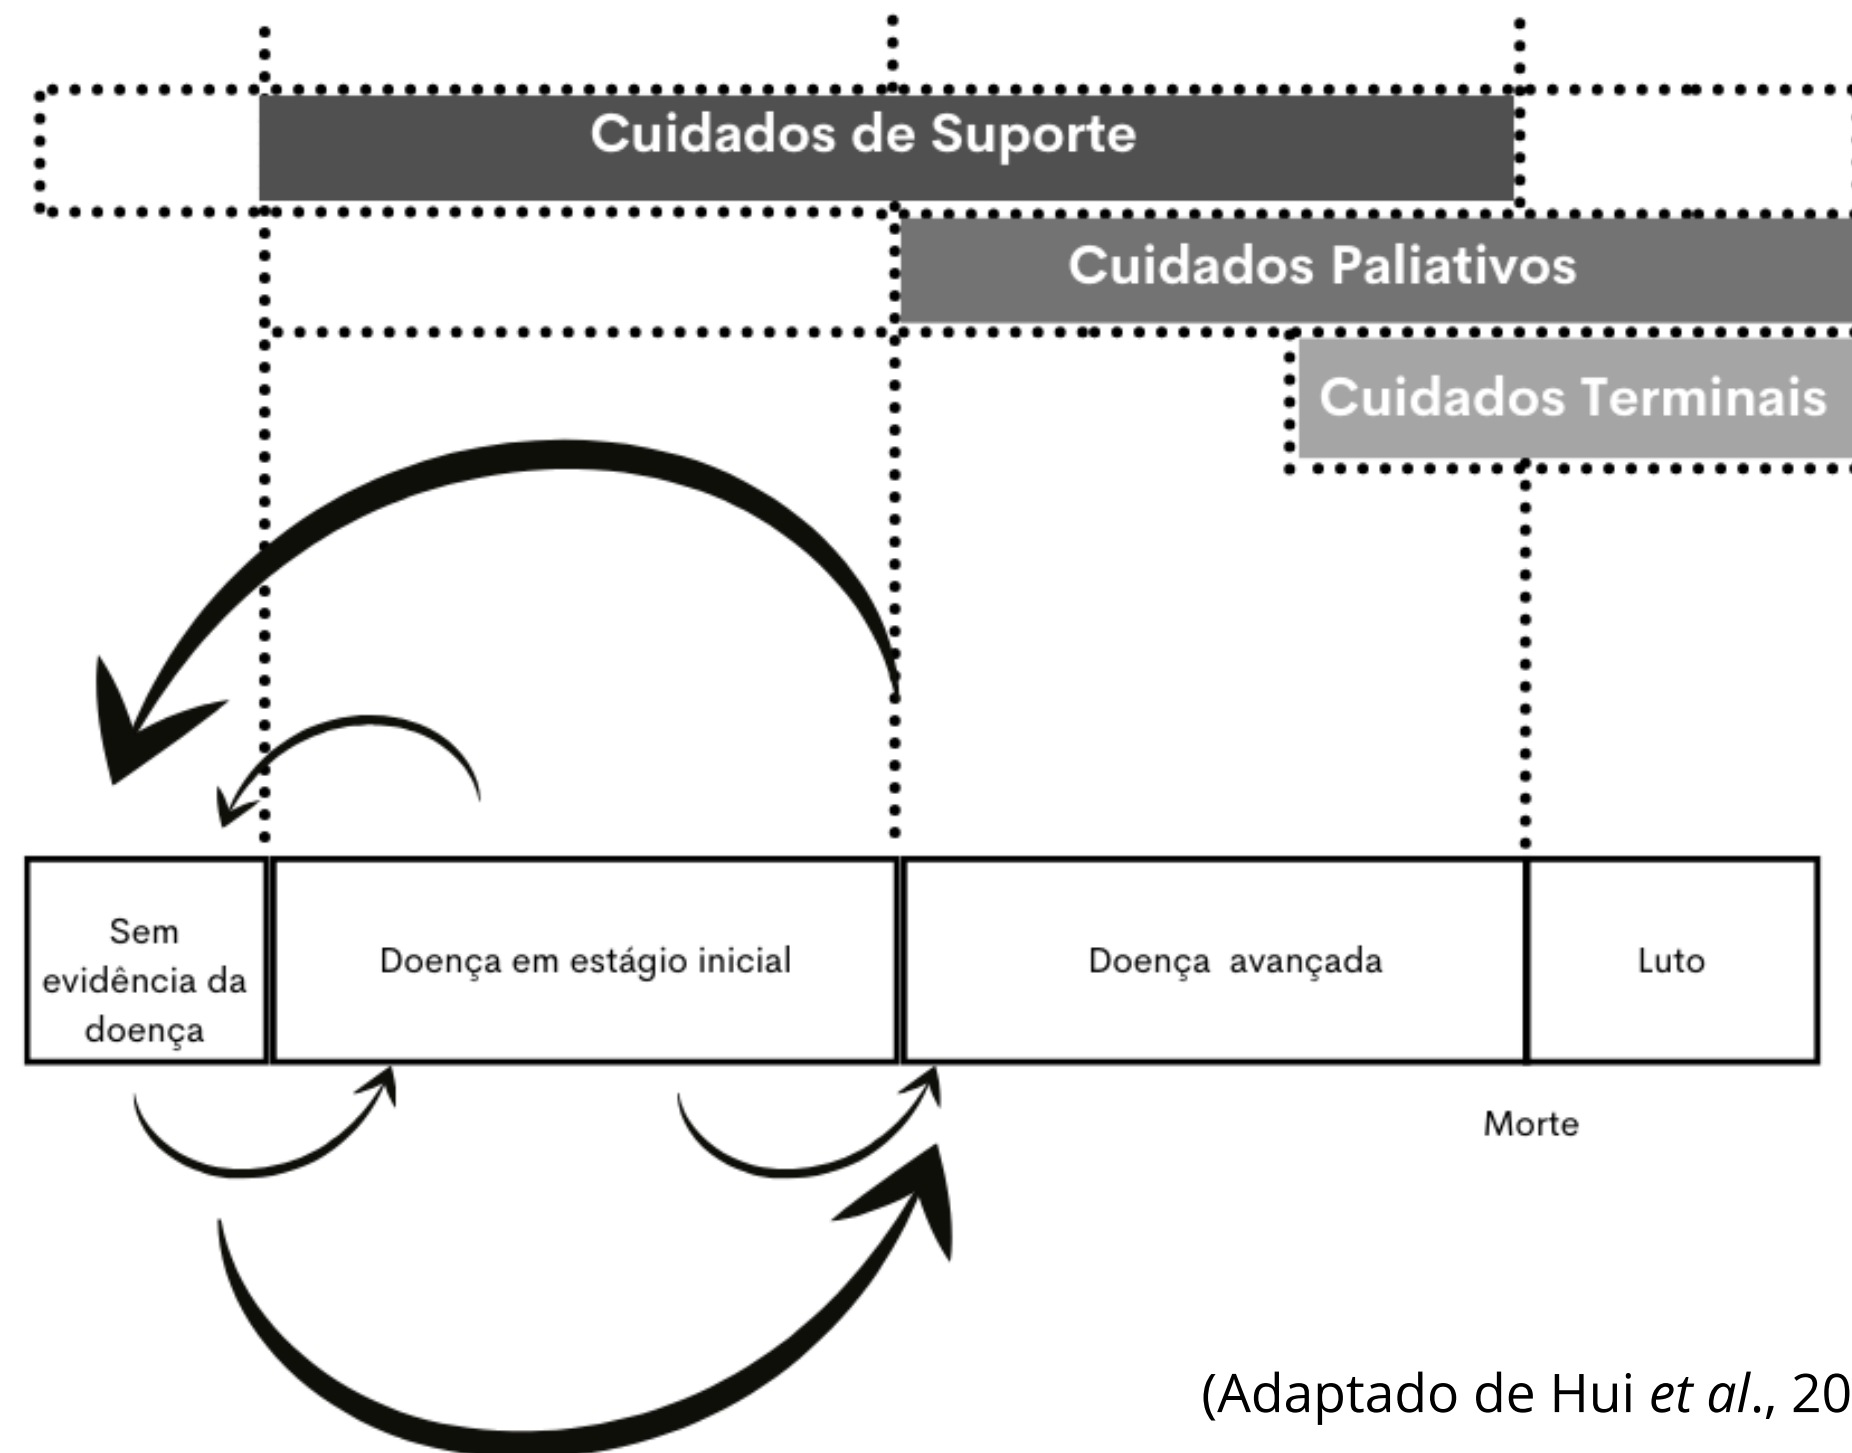 Cuidados de Suporte
Cuidados Paliativos
Cuidados Terminais
Sem
evidência da
doença
Doença em estágio inicial
Doença avançada
Luto
Morte
(Adaptado de Hui et al., 20